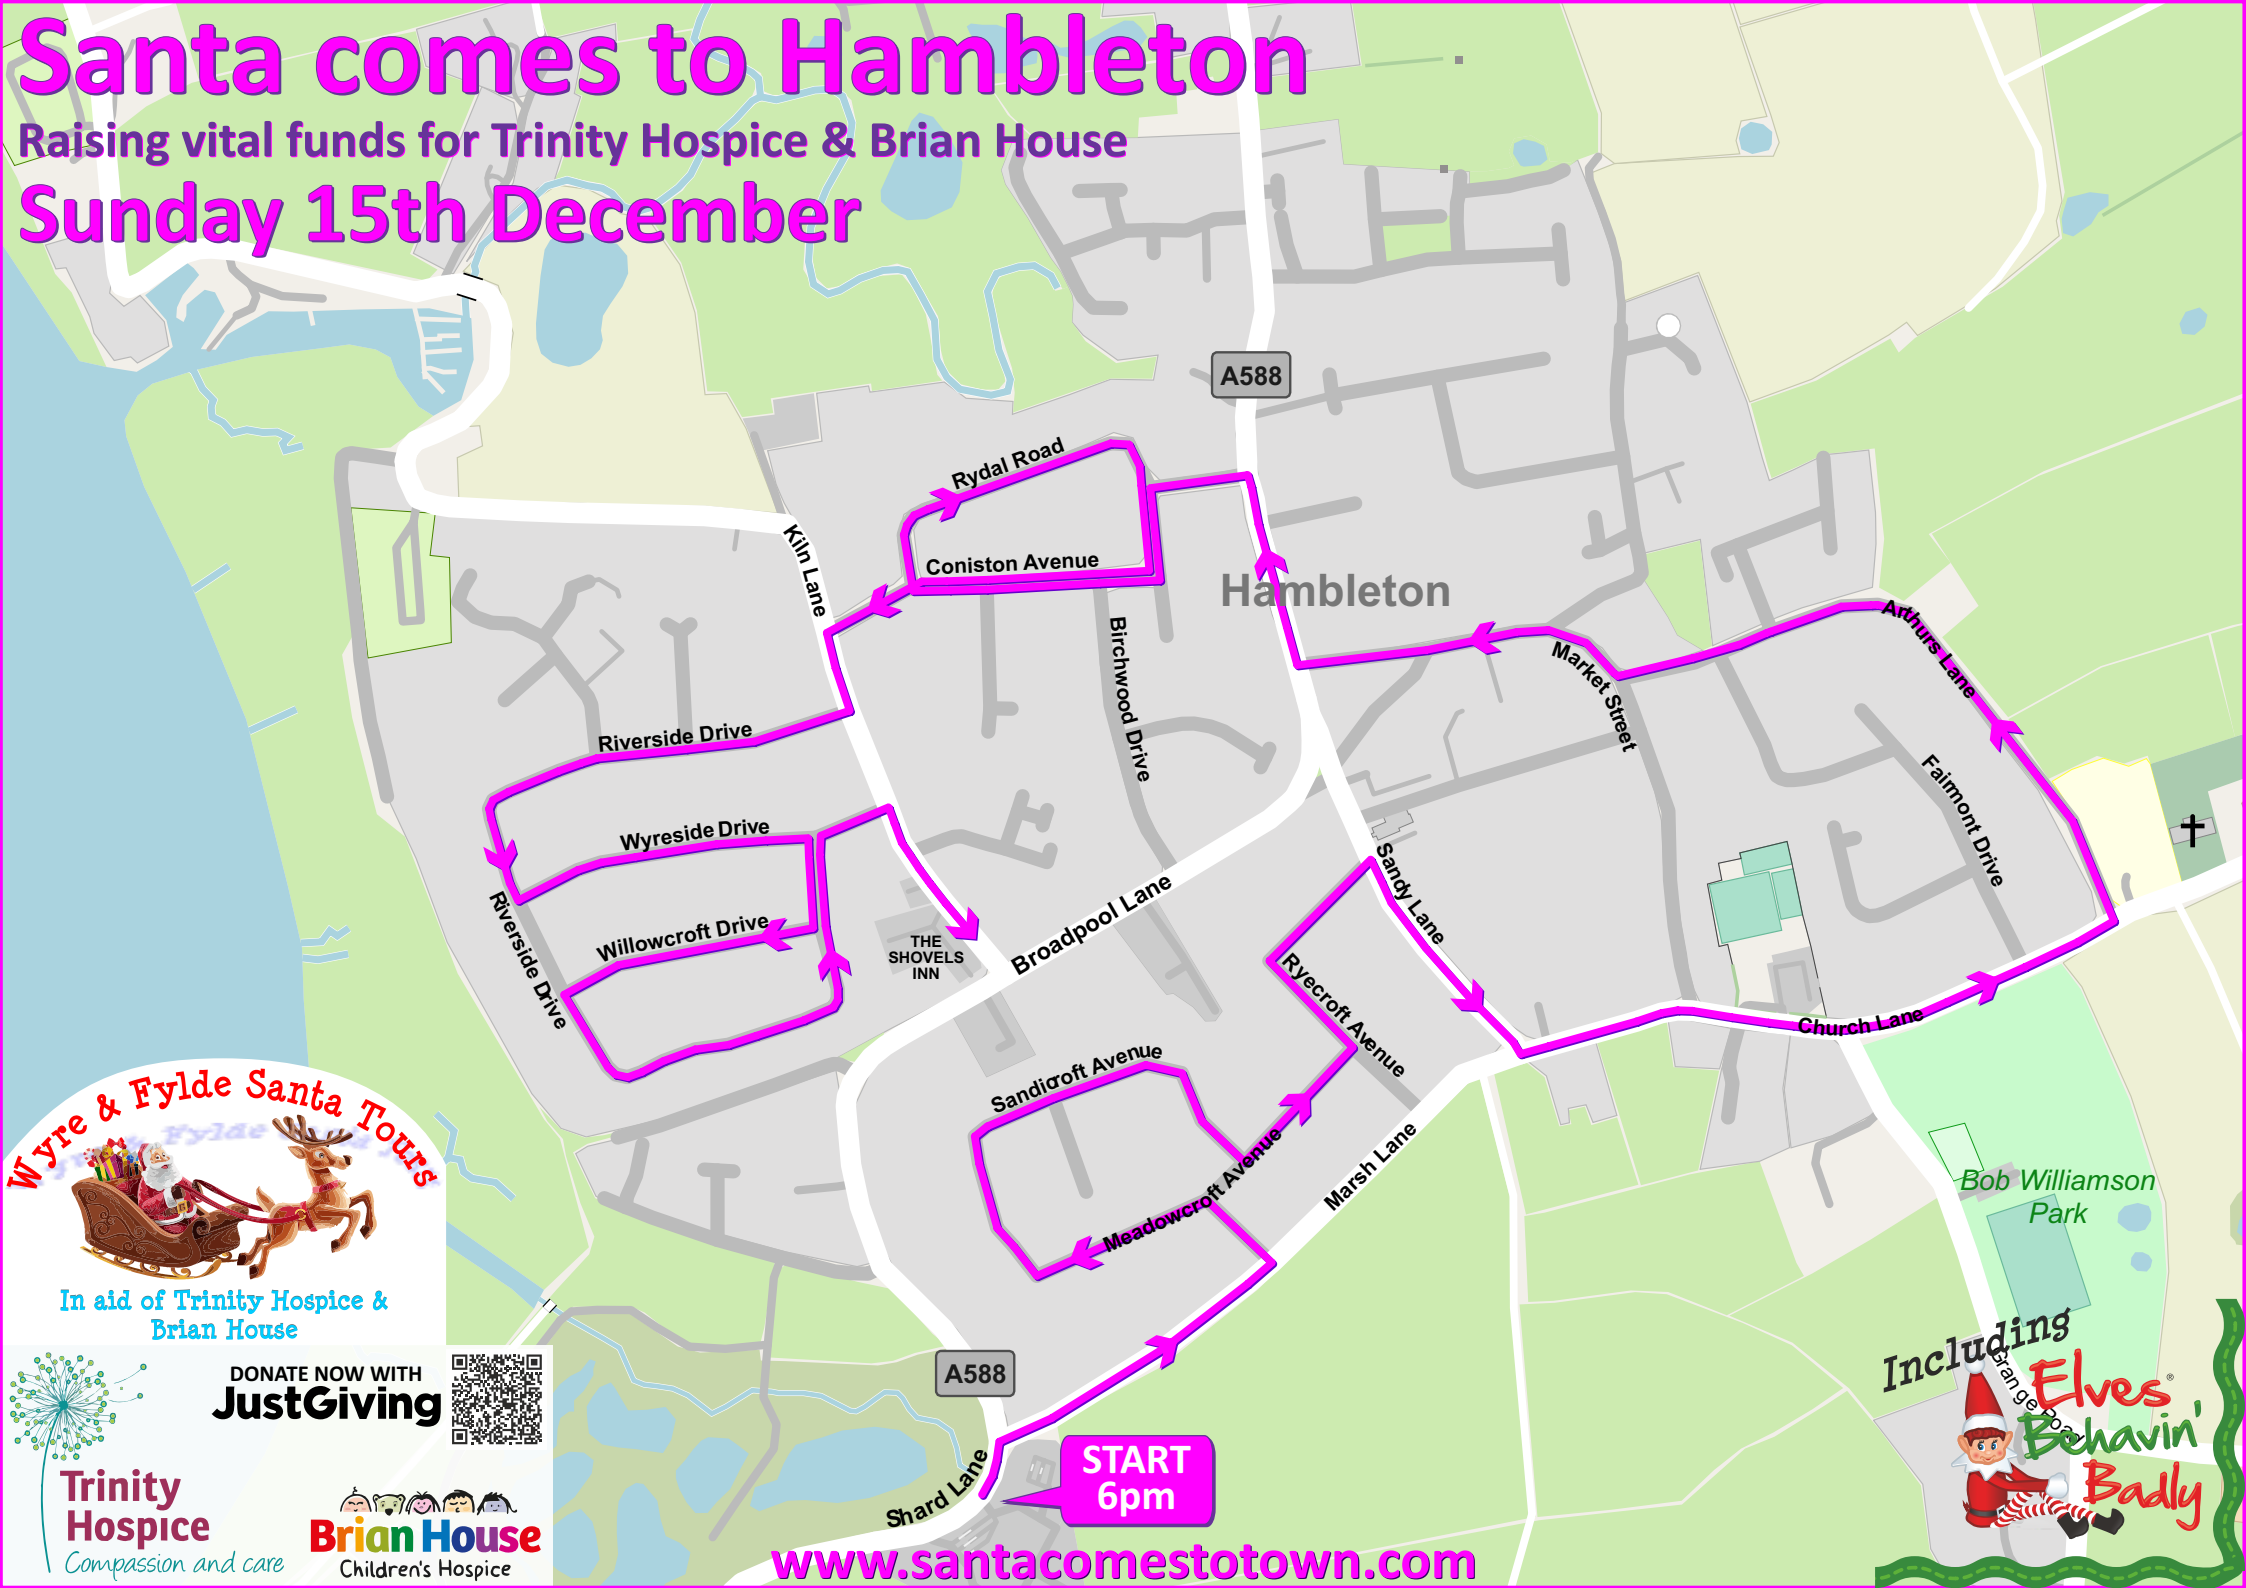 Santa comes to Hambleton
Raising vital funds for Trinity Hospice & Brian House
Sunday 15th December
A588
Rydal Road
Coniston Avenue
Kiln Lane
Hambleton
Birchwood Drive
Market Street
Arthurs Lane
Riverside Drive
Fairmont Drive
Wyreside Drive
Sandy Lane
Willowcroft Drive
Riverside Drive
THE
SHOVELS
INN
Broadpool Lane
Ryecroft Avenue
Church Lane
Sandicroft Avenue
Meadowcroft Avenue
Marsh Lane
Bob Williamson
Park
Wyre & Fylde Santa Tours
In aid of Trinity Hospice &
Brian House
DONATE NOW WITH
JustGiving
Trinity
Hospice
Compassion and care
Brian House
Children's Hospice
A588
Shard Lane
START
6pm
www.santacomestotown.com
Grange Road
Including
Elves®
Behavin'
Badly